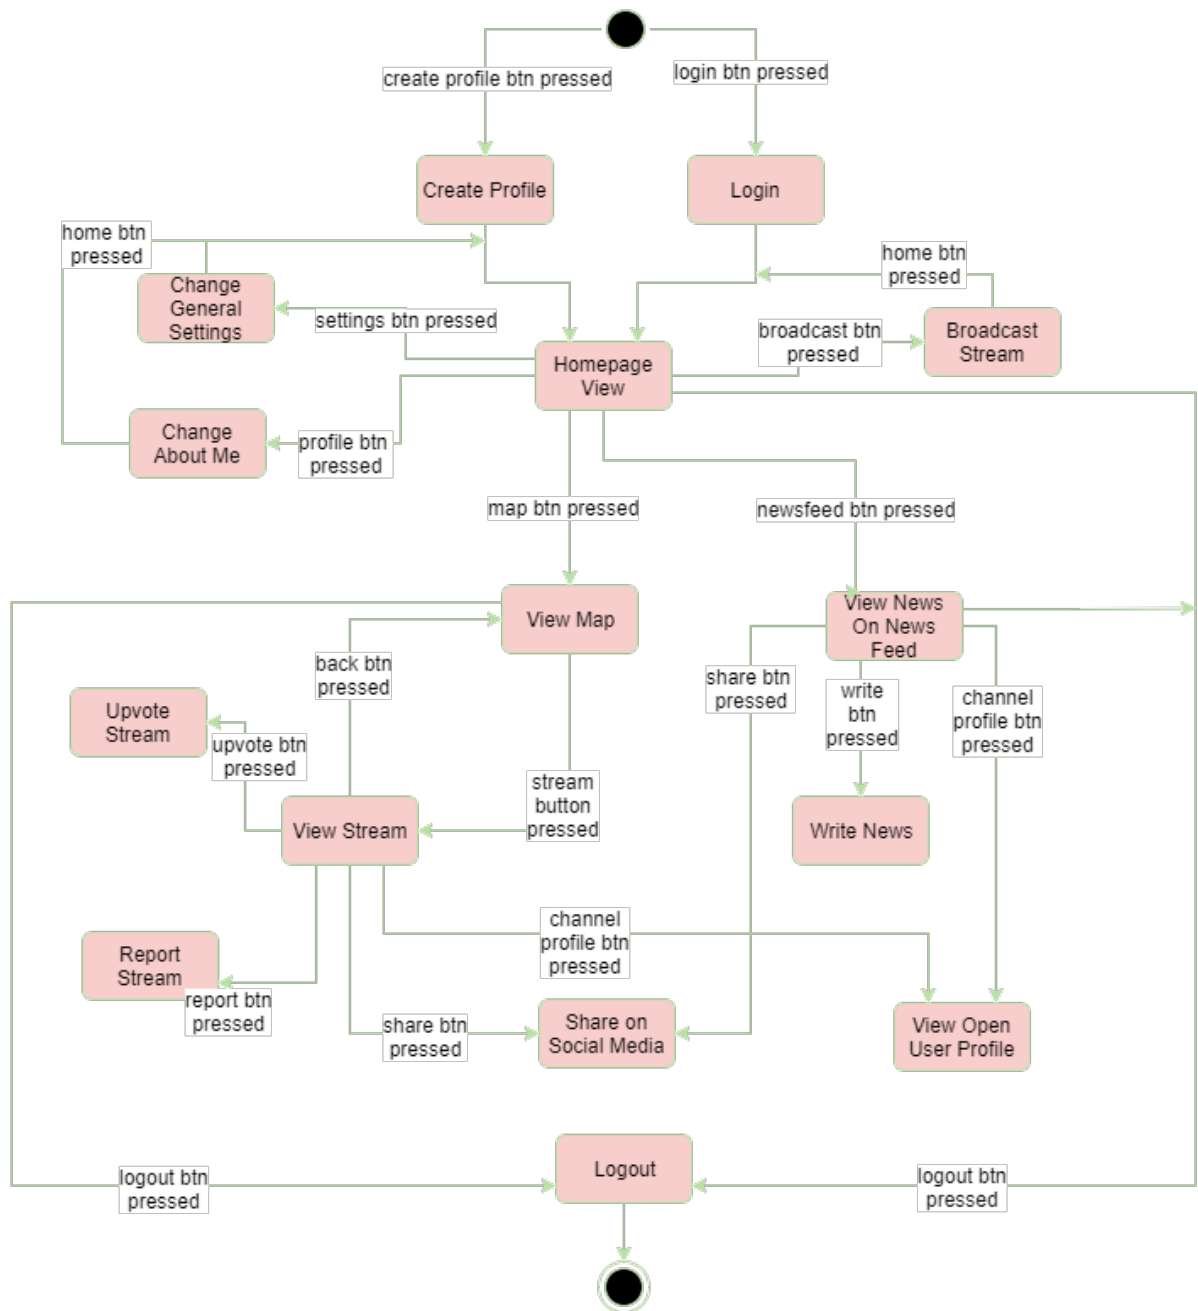 create profile btn pressed
login btn pressed
Create Profile
Login
home btn
pressed
home btn
pressed
Change
General
Settings
settings btn pressed
broadcast btn
pressed
Broadcast
Stream
Homepage
View
Change
About Me
profile btn
pressed
map btn pressed
newsfeed btn pressed
View Map
View News
On News
Feed
back btn
pressed
share btn
pressed
write
btn
pressed
channel
profile btn
pressed
Upvote
Stream
upvote btn
pressed
stream
button
pressed
View Stream
Write News
channel
profile btn
pressed
Report
Stream
report btn
pressed
share btn
pressed
Share on
Social Media
View Open
User Profile
Logout
logout btn
pressed
logout btn
pressed